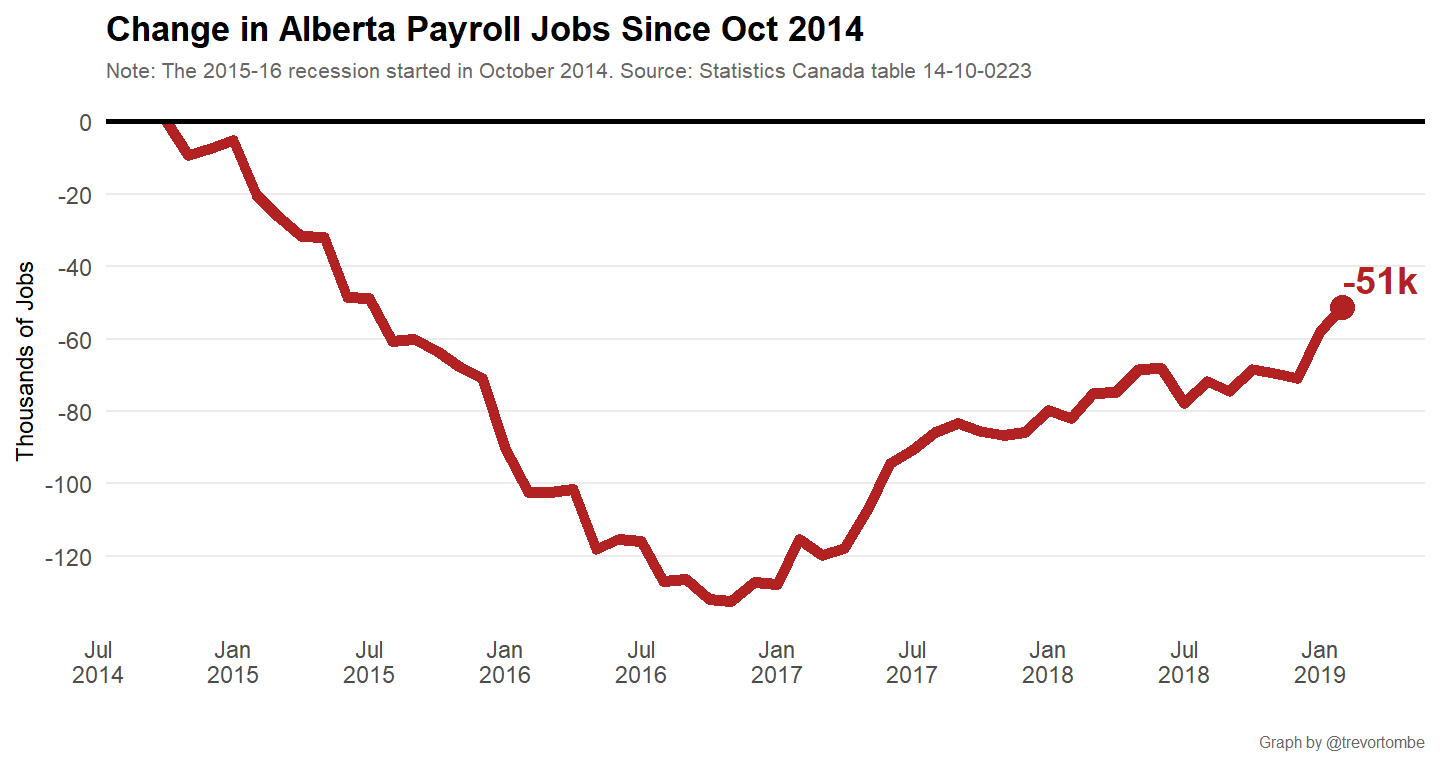 Change in Alberta Payroll Jobs Since Oct 2014
Note: The 2015-16 recession started in October 2014. Source: Statistics Canada table 14-10-0223
Thousands of Jobs
0
-20
-40
-60
-80
-100
-120
-51k
Jul Jan Jul Jan Jul Jan Jul Jan Jul Jan
2014 2015 2015 2016 2016 2017 2017 2018 2018 2019
Graph by @trevortombe